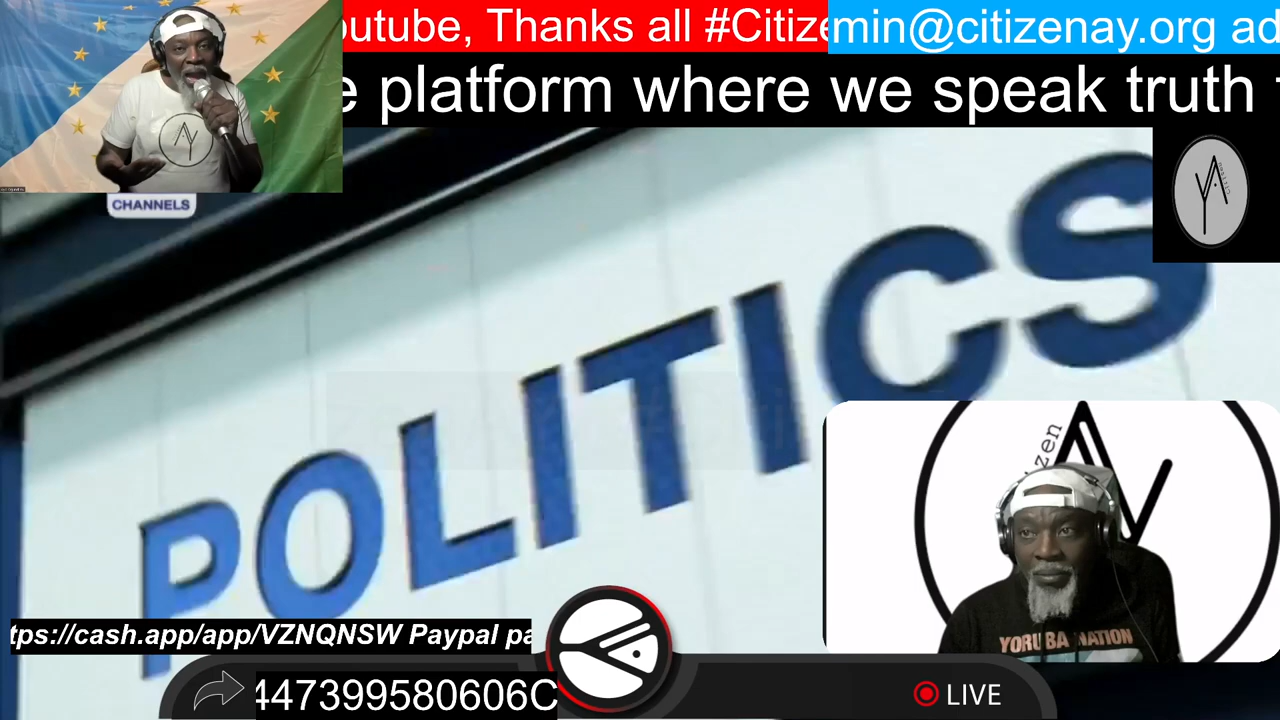 outube, Thanks all #Citize
min@citizenay.org ad
e platform where we speak truth
CHANNELS
POLITICS
zen
YORUBA NATION
tps://cash.app/app/VZNQNSW Paypal pa
447399580606C
LIVE